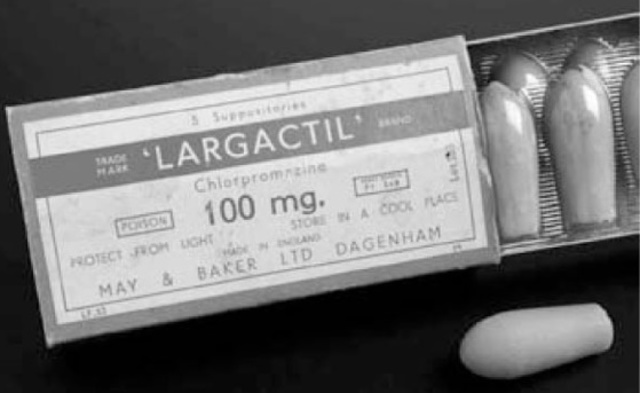 5 Suppositories
TRADE MARK 'LARGACTIL' BRAND
Chlorpromazine
POISON 100 mg.
PROTECT FROM LIGHT STORE IN A COOL PLACE
MADE IN ENGLAND
MAY & BAKER LTD DAGENHAM